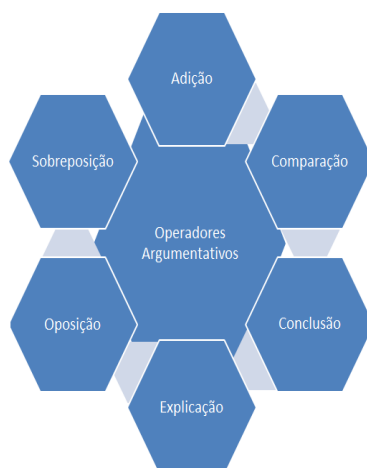 Adição
Sobreposição
Comparação
Operadores
Argumentativos
Oposição
Conclusão
Explicação